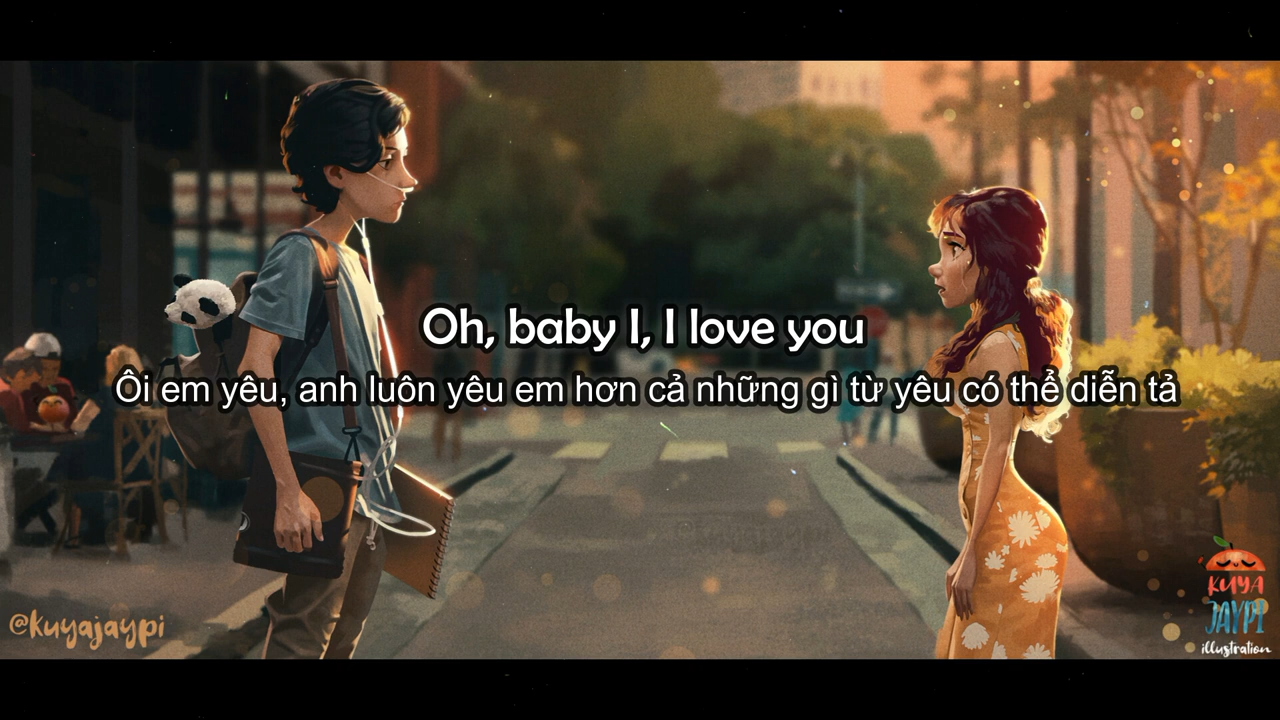 Oh, baby I, I love you
Ôi em yêu, anh luôn yêu em hơn cả những gì từ yêu có thể diễn tả
@kuyajaypi
KUYA
JAYPI
illustration